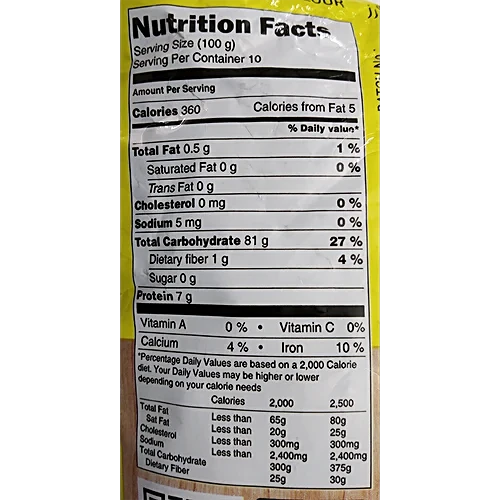 Nutrition Facts
Serving Size (100 g)
Serving Per Container 10
Amount Per Serving
Calories 360 Calories from Fat 5
% Daily value*
Total Fat 0.5 g 1 %
Saturated Fat 0 g 0 %
Trans Fat 0 g
Cholesterol 0 mg 0 %
Sodium 5 mg 0 %
Total Carbohydrate 81 g 27 %
Dietary fiber 1 g 4 %
Sugar 0 g
Protein 7 g
Vitamin A 0 % • Vitamin C 0%
Calcium 4 % • Iron 10 %
*Percentage Daily Values are based on a 2,000 Calorie
diet. Your Daily Values may be higher or lower
depending on your calorie needs
Calories 2,000 2,500
Total Fat Less than 65g 80g
Sat Fat Less than 20g 25g
Cholesterol Less than 300mg 300mg
Sodium Less than 2,400mg 2,400mg
Total Carbohydrate 300g 375g
Dietary Fiber 25g 30g